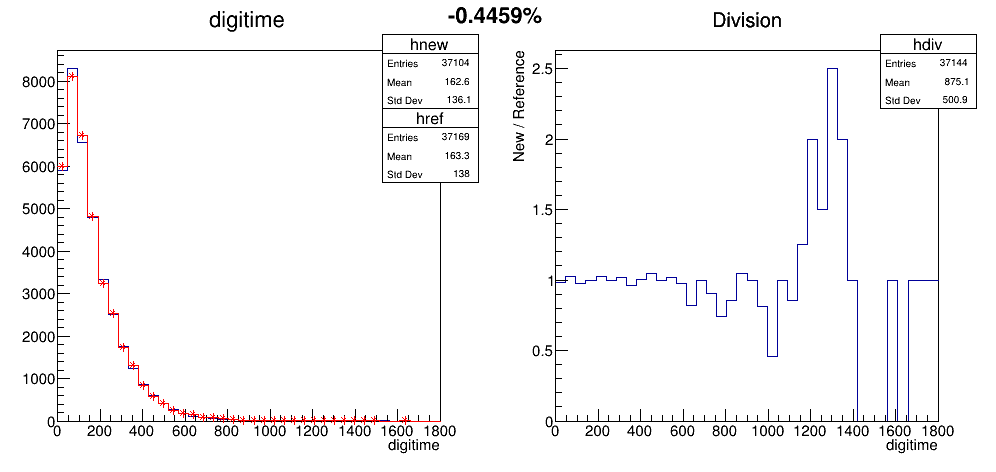 -0.4459%
digitime
hnew
Entries 37104
Mean 162.6
Std Dev 136.1
href
Entries 37169
Mean 163.3
Std Dev 138
8000
7000
6000
5000
4000
3000
2000
1000
0
0 200 400 600 800 1000 1200 1400 1600 1800
digitime
Division
hdiv
Entries 37144
Mean 875.1
Std Dev 500.9
New / Reference
2.5
2
1.5
1
0.5
0
0 200 400 600 800 1000 1200 1400 1600 1800
digitime